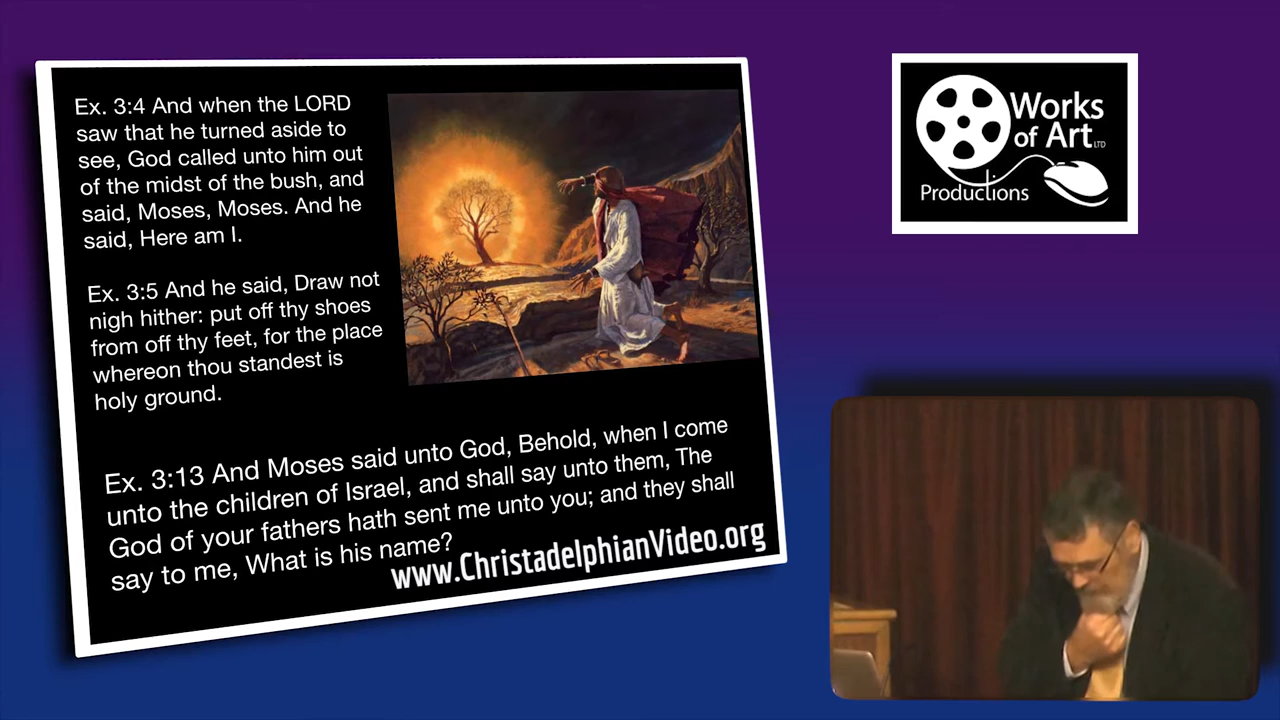 Ex. 3:4 And when the LORD
saw that he turned aside to
see, God called unto him out
of the midst of the bush, and
said, Moses, Moses. And he
said, Here am I.
Ex. 3:5 And he said, Draw not
nigh hither: put off thy shoes
from off thy feet, for the place
whereon thou standest is
holy ground.
Ex. 3:13 And Moses said unto God, Behold, when I come
unto the children of Israel, and shall say unto them, The
God of your fathers hath sent me unto you; and they shall
say to me, What is his name?
www.ChristadelphianVideo.org
Works
of Art LTD
Productions